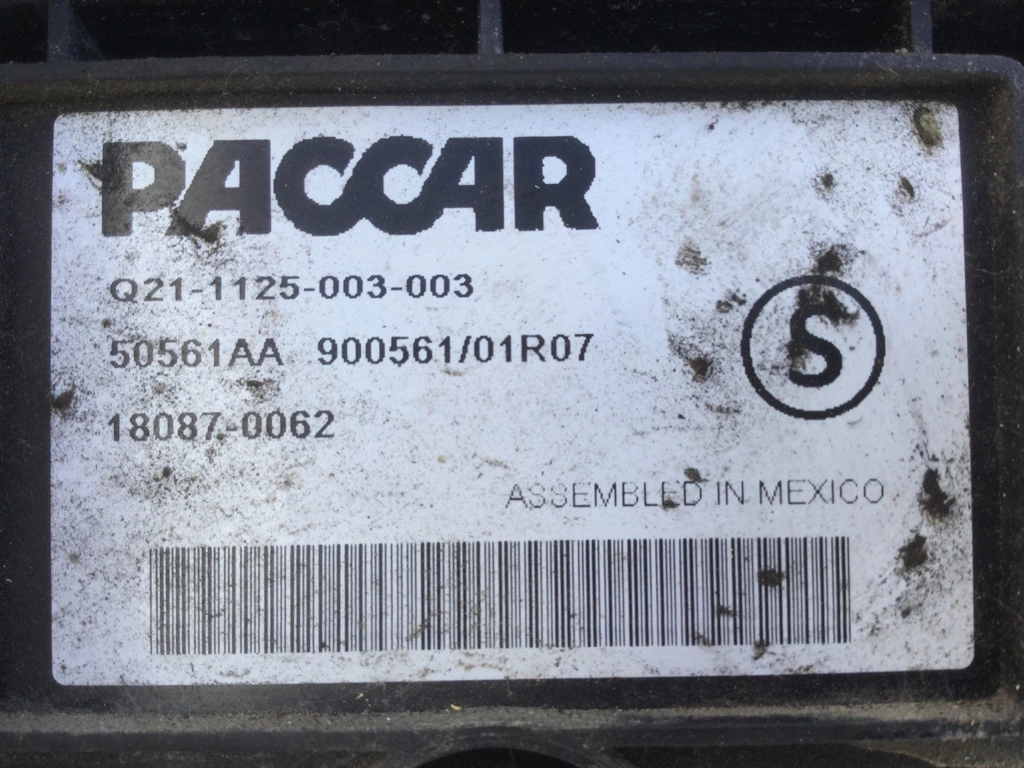 PACCAR
Q21-1125-003-003
50561AA 900561/01R07
S
18087-0062
ASSEMBLED IN MEXICO